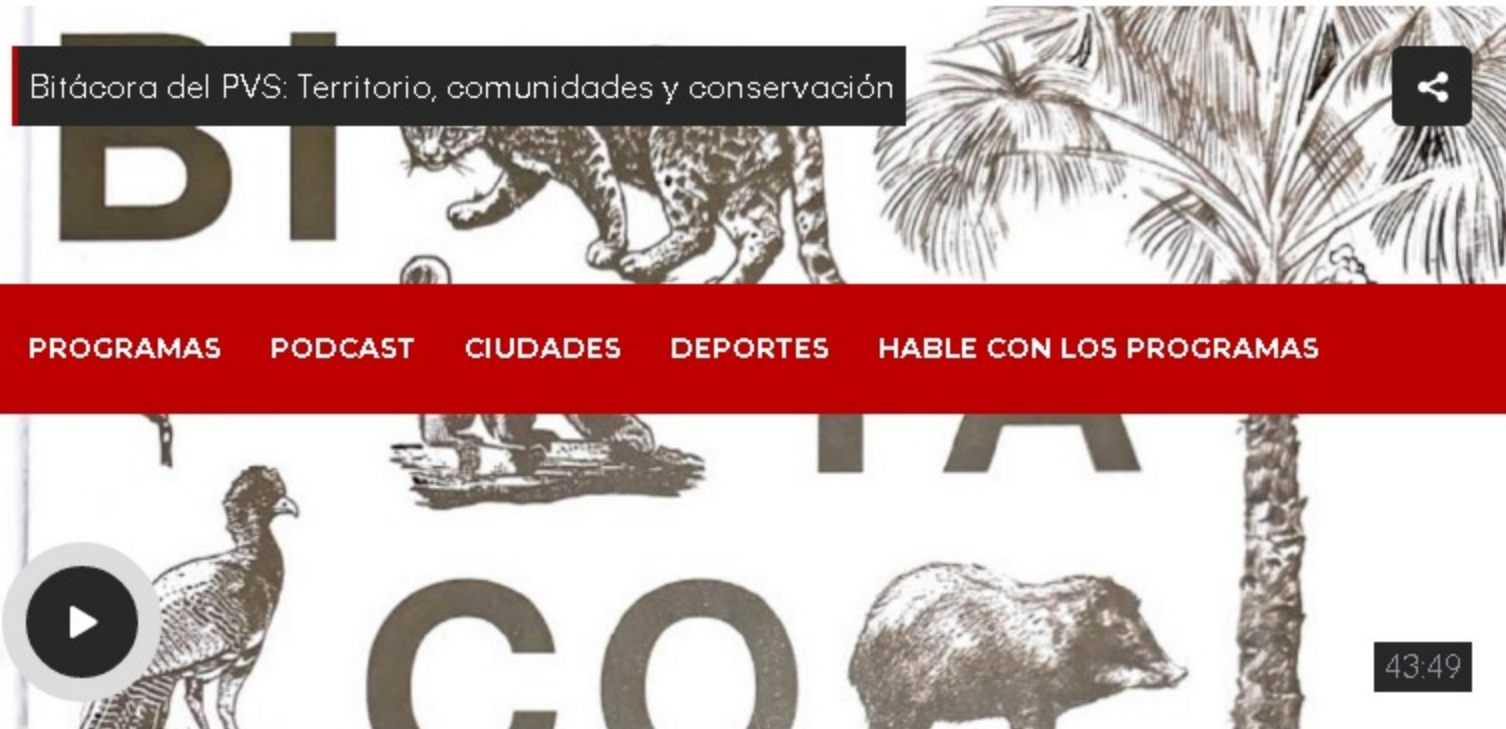 Bitácora del PVS: Territorio, comunidades y conservación
BI
PROGRAMAS PODCAST CIUDADES DEPORTES HABLE CON LOS PROGRAMAS
TA
CO
43:49